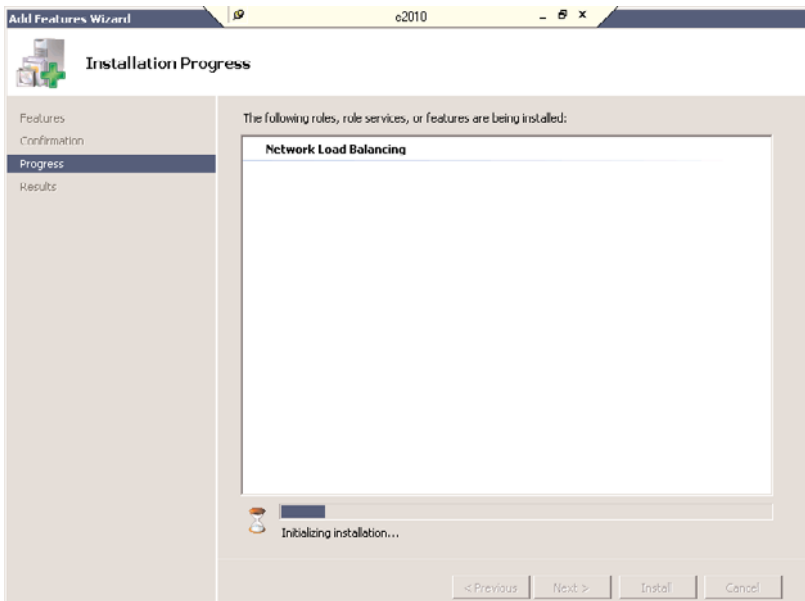 Add Features Wizard
e2010
Installation Progress
Features
Confirmation
Progress
Results
The following roles, role services, or features are being installed:
Network Load Balancing
Initializing installation...
< Previous
Next >
Install
Cancel